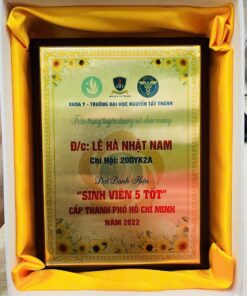 KHOA Y - TRƯỜNG ĐẠI HỌC NGUYỄN TẤT THÀNH
Trân trọng tuyên dương và chúc mừng
Đ/c: LÊ HÀ NHẬT NAM
Chi Hội: 20DYK2A
Đạt Danh Hiệu
"SINH VIÊN 5 TỐT"
CẤP THÀNH PHỐ HỒ CHÍ MINH
NĂM 2022